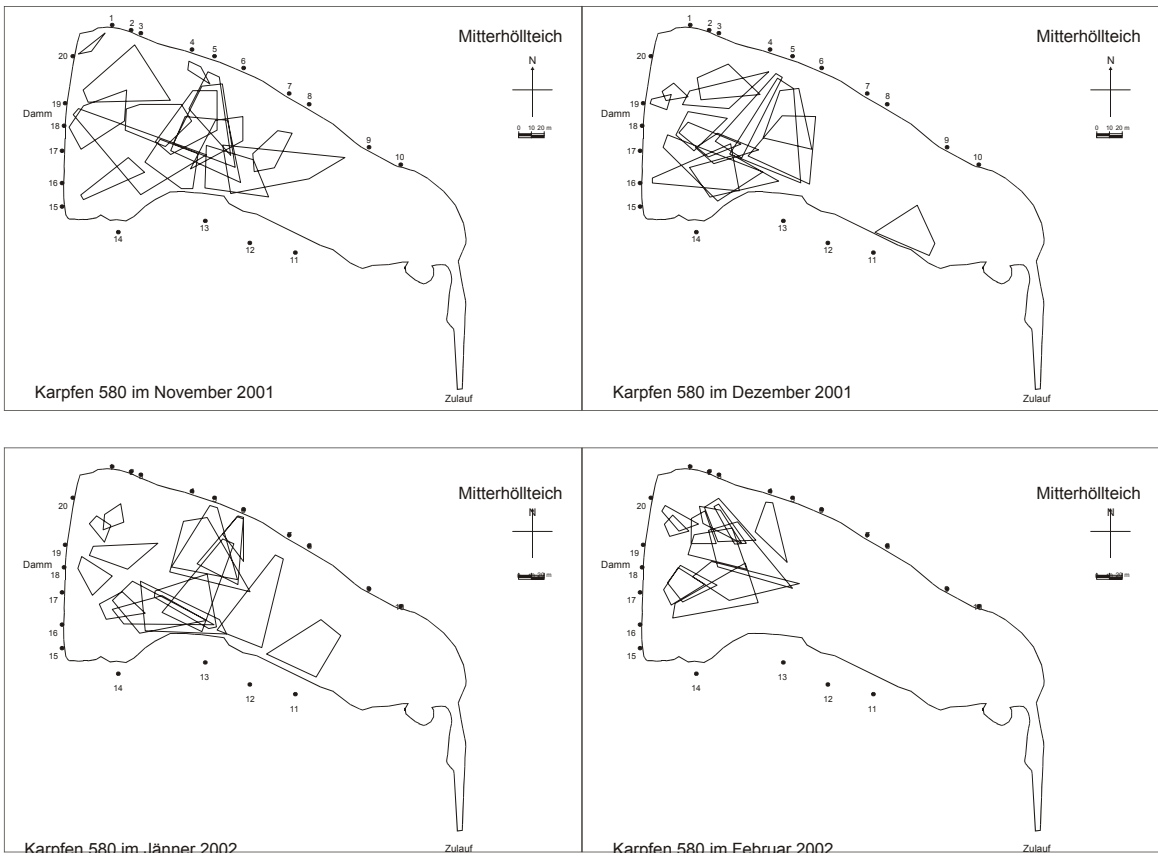 Mitterhöllteich
N
0 10 20 m
1
2 3
4
5
6
7
8
9
10
20
19
Damm
18
17
16
15
14
13
12
11
Karpfen 580 im November 2001
Zulauf
Mitterhöllteich
N
0 10 20 m
1
2 3
4
5
6
7
8
9
10
20
19
Damm
18
17
16
15
14
13
12
11
Karpfen 580 im Dezember 2001
Zulauf
Mitterhöllteich
N
20
19
Damm
18
17
16
15
14
13
12
11
Karpfen 580 im Jänner 2002
Zulauf
Mitterhöllteich
N
20
19
Damm
18
17
16
15
14
13
12
11
Karpfen 580 im Februar 2002
Zulauf